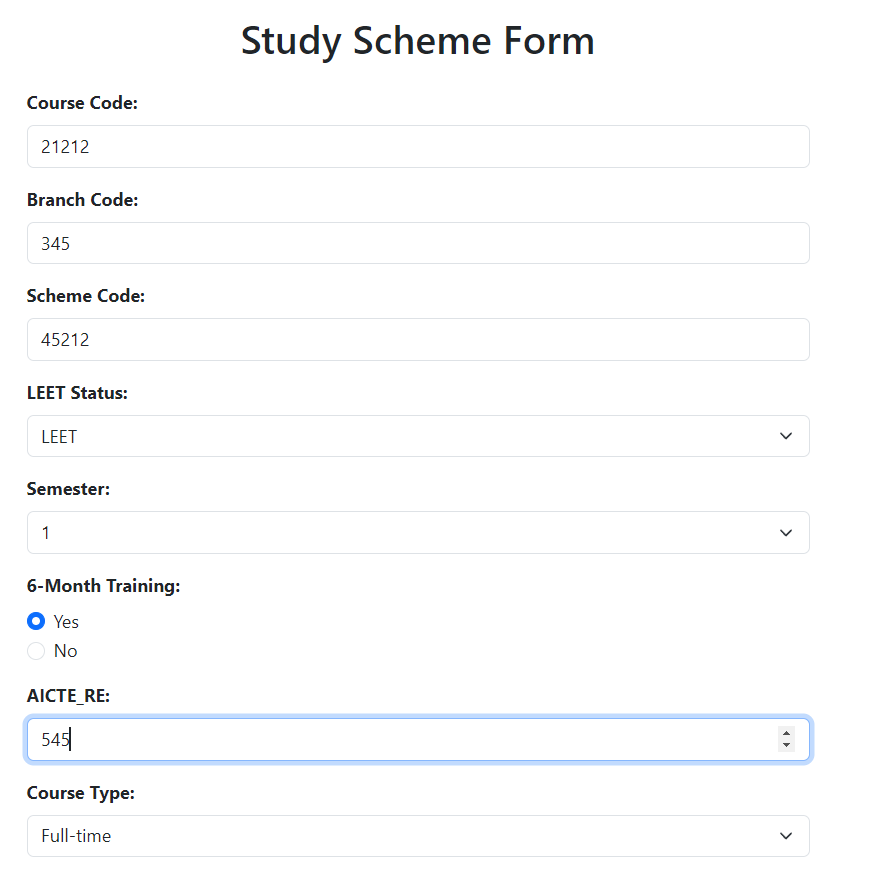 Study Scheme Form
Course Code:
21212
Branch Code:
345
Scheme Code:
45212
LEET Status:
LEET
Semester:
1
6-Month Training:
Yes
No
AICTE_RE:
545
Course Type:
Full-time